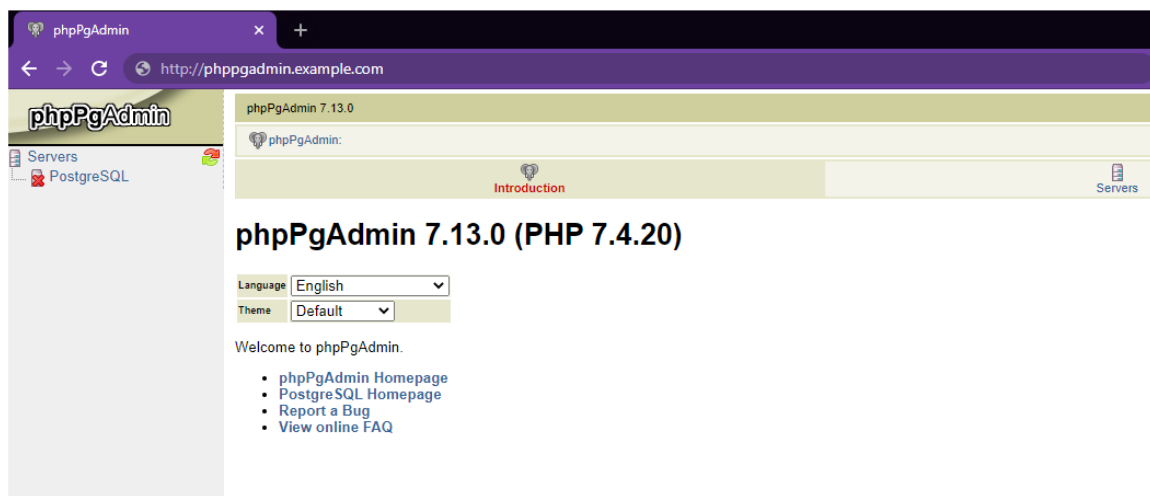 phpPgAdmin
http://phppgadmin.example.com
phpPgAdmin
Servers
PostgreSQL
phpPgAdmin 7.13.0
phpPgAdmin:
Introduction
Servers
phpPgAdmin 7.13.0 (PHP 7.4.20)
Language English
Theme Default
Welcome to phpPgAdmin.
• phpPgAdmin Homepage
• PostgreSQL Homepage
• Report a Bug
• View online FAQ